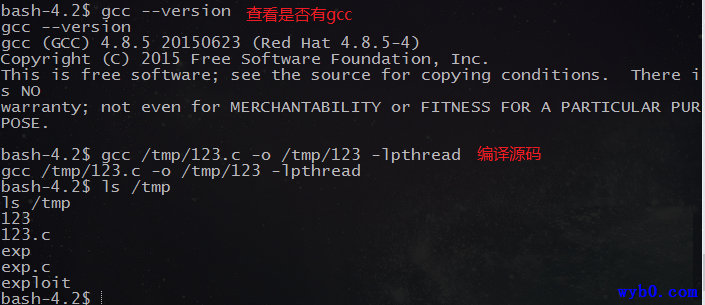 bash-4.2$ gcc --version 查看是否有gcc
gcc --version
gcc (GCC) 4.8.5 20150623 (Red Hat 4.8.5-4)
Copyright (C) 2015 Free Software Foundation, Inc.
This is free software; see the source for copying conditions.  There i
s NO
warranty; not even for MERCHANTABILITY or FITNESS FOR A PARTICULAR PUR
POSE.
bash-4.2$ gcc /tmp/123.c -o /tmp/123 -lpthread 编译源码
gcc /tmp/123.c -o /tmp/123 -lpthread
bash-4.2$ ls /tmp
ls /tmp
123
123.c
exp
exp.c
exploit
bash-4.2$
wyb0.com